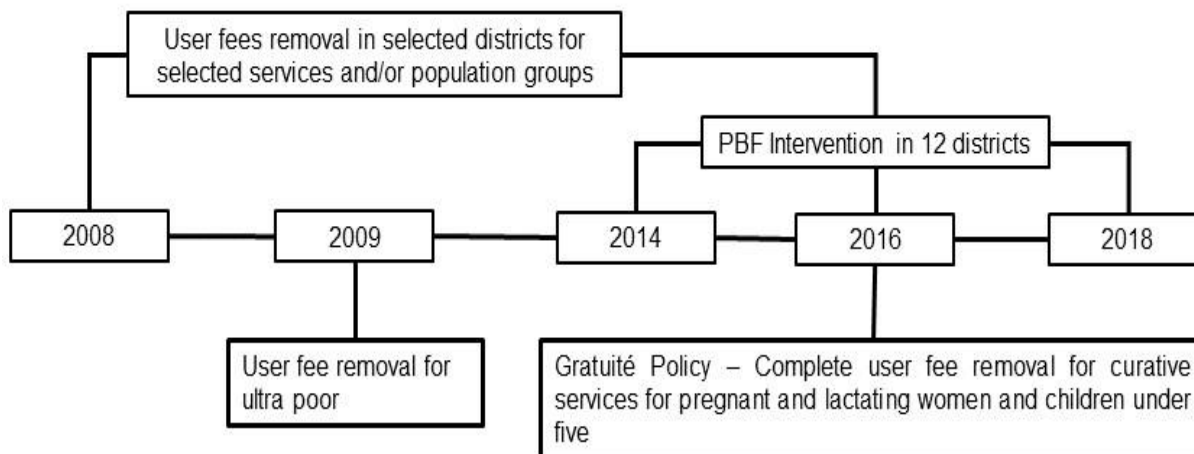 User fees removal in selected districts for
selected services and/or population groups
PBF Intervention in 12 districts
2008
2009
2014
2016
2018
User fee removal for
ultra poor
Gratuité Policy – Complete user fee removal for curative
services for pregnant and lactating women and children under
five